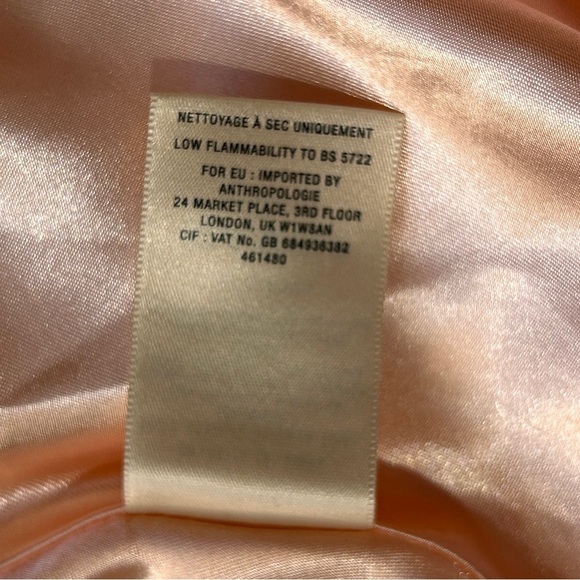 NETTOYAGE À SEC UNIQUEMENT
LOW FLAMMABILITY TO BS 5722
FOR EU : IMPORTED BY
ANTHROPOLOGIE
24 MARKET PLACE, 3RD FLOOR
LONDON, UK W1W8AN
CIF : VAT No. GB 684936382
461480